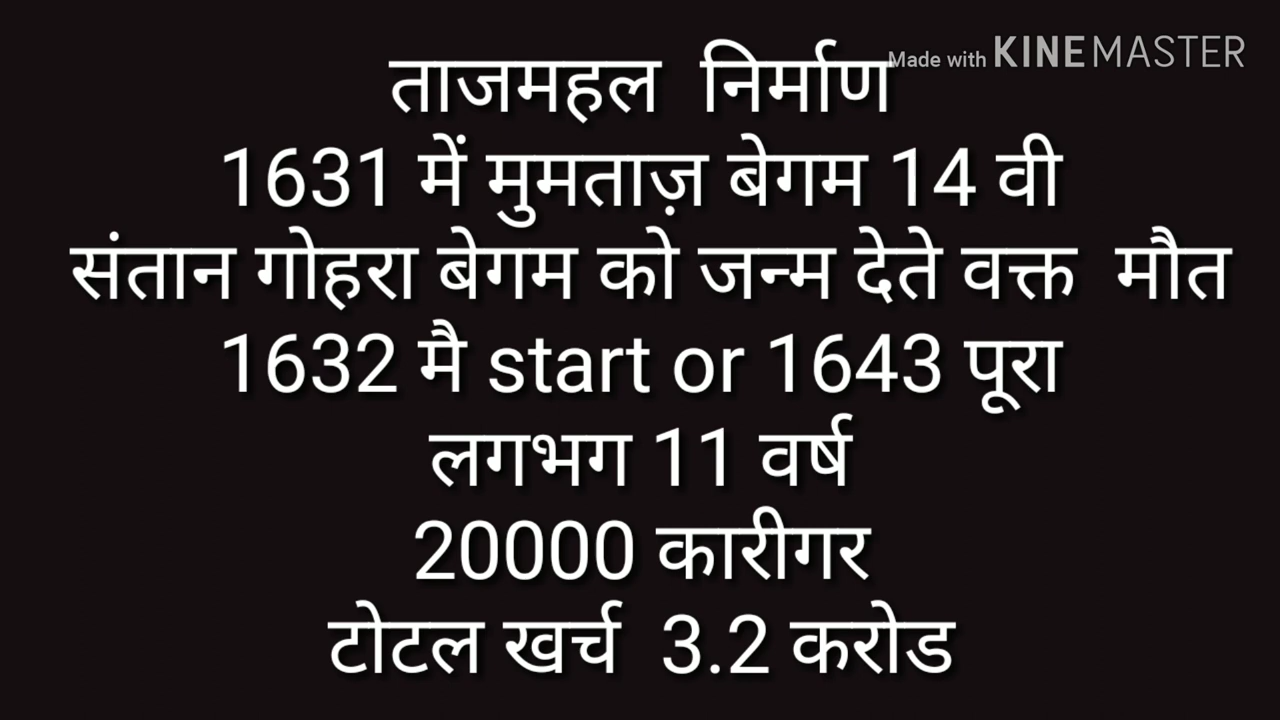 Made with KINEMASTER
ताजमहल निर्माण
1631 में मुमताज़ बेगम 14 वी
संतान गोहरा बेगम को जन्म देते वक्त मौत
1632 मै start or 1643 पूरा
लगभग 11 वर्ष
20000 कारीगर
टोटल खर्च 3.2 करोड